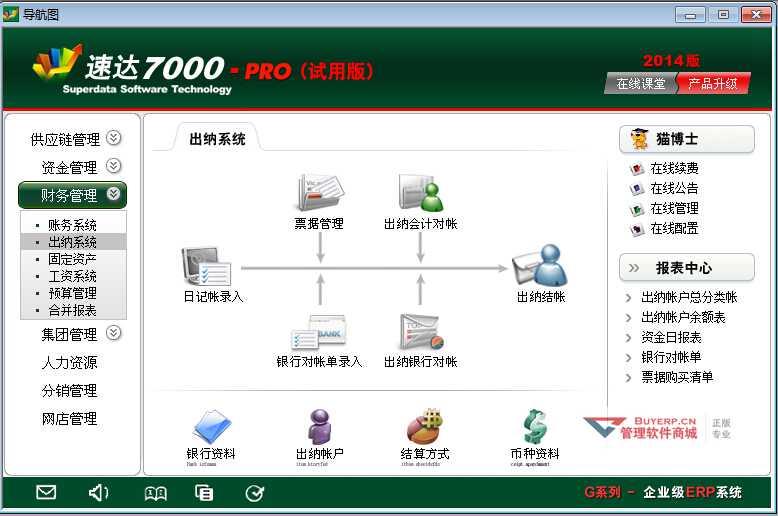 导航图
速达7000 - PRO（试用版）
Superdata Software Technology
2014版
在线课堂 产品升级
供应链管理
资金管理
财务管理
账务系统
出纳系统
固定资产
工资系统
预算管理
合并报表
集团管理
人力资源
分销管理
网店管理
出纳系统
票据管理 出纳会计对帐
日记帐录入 出纳结帐
银行对帐单录入 出纳银行对帐
银行资料 出纳帐户 结算方式 币种资料
猫博士
在线续费
在线公告
在线管理
在线配置
报表中心
出纳帐户总分类帐
出纳帐户余额表
资金日报表
银行对帐单
票据购买清单
BUYERP.CN
管理软件商城
正版
专业
G系列 - 企业级ERP系统